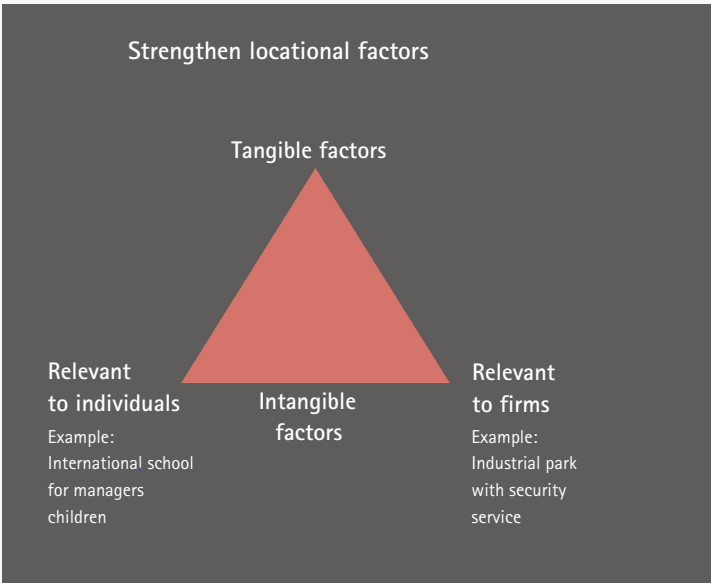 Strengthen locational factors
Tangible factors
Relevant
to individuals
Example:
International school
for managers
children
Intangible
factors
Relevant
to firms
Example:
Industrial park
with security
service